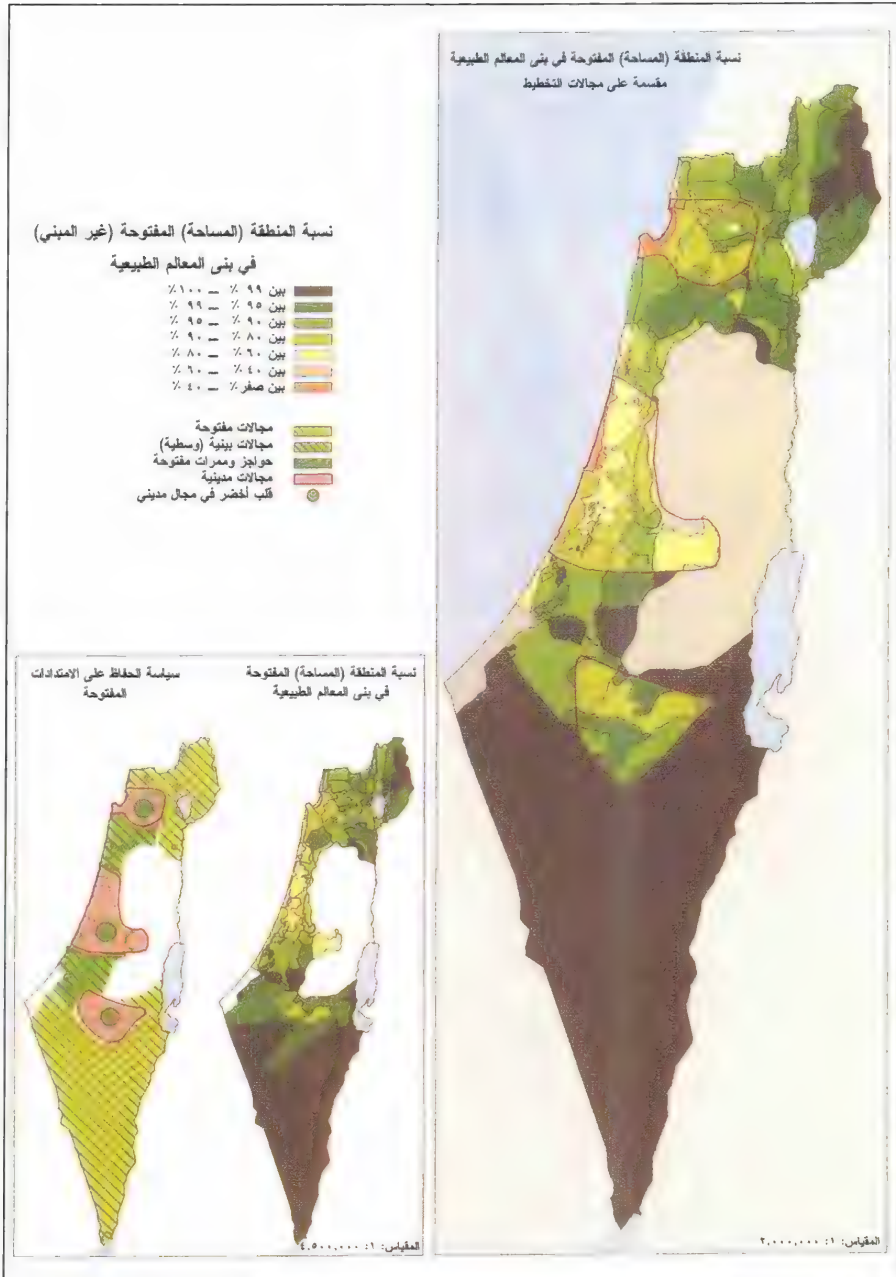 نسبة المنطقة (المساحة) المفتوحة في بنى المعالم الطبيعية
مقسمة على مجالات التخطيط
نسبة المنطقة (المساحة) المفتوحة (غير المبني)
في بنى المعالم الطبيعية
بين ٩٩ % – ١٠٠ %
بين ٩٥ % – ٩٩ %
بين ٩٠ % – ٩٥ %
بين ٨٠ % – ٩٠ %
بين ٦٠ % – ٨٠ %
بين ٤٠ % – ٦٠ %
بين صفر % – ٤٠ %
مجالات مفتوحة
مجالات بينية (وسطية)
حواجز وممرات مفتوحة
مجالات مدينية
قلب أخضر في مجال مديني
نسبة المنطقة (المساحة) المفتوحة
في بنى المعالم الطبيعية
سياسة الحفاظ على الامتدادات
المفتوحة
المقياس: ١: ٤,٥٠٠,٠٠٠
المقياس: ١: ٢,٠٠٠,٠٠٠